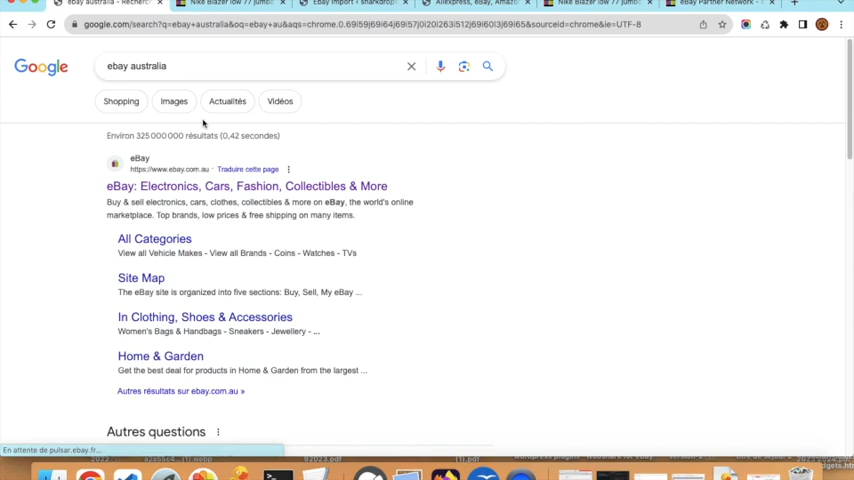 ebay australia - Recherc
Nike Blazer low 77 jumbo
Ebay import ‹ sharkdrop
Aliexpress, eBay, Amazo
Nike Blazer low 77 jumb
eBay Partner Network -
google.com/search?q=ebay+australia&oq=ebay+au&aqs=chrome.0.69i59j69i64j69i57j0i20i263i512j69i60l3j69i65&sourceid=chrome&ie=UTF-8
Google
ebay australia
Shopping
Images
Actualités
Vidéos
Environ 325 000 000 résultats (0,42 secondes)
eBay
https://www.ebay.com.au · Traduire cette page
eBay: Electronics, Cars, Fashion, Collectibles & More
Buy & sell electronics, cars, clothes, collectibles & more on eBay, the world's online
marketplace. Top brands, low prices & free shipping on many items.
All Categories
View all Vehicle Makes - View all Brands - Coins - Watches - TVs
Site Map
The eBay site is organized into five sections: Buy, Sell, My eBay ...
In Clothing, Shoes & Accessories
Women's Bags & Handbags - Sneakers - Jewellery - ...
Home & Garden
Get the best deal for products in Home & Garden from the largest ...
Autres résultats sur ebay.com.au »
Autres questions
En attente de pulsar.ebay.fr...